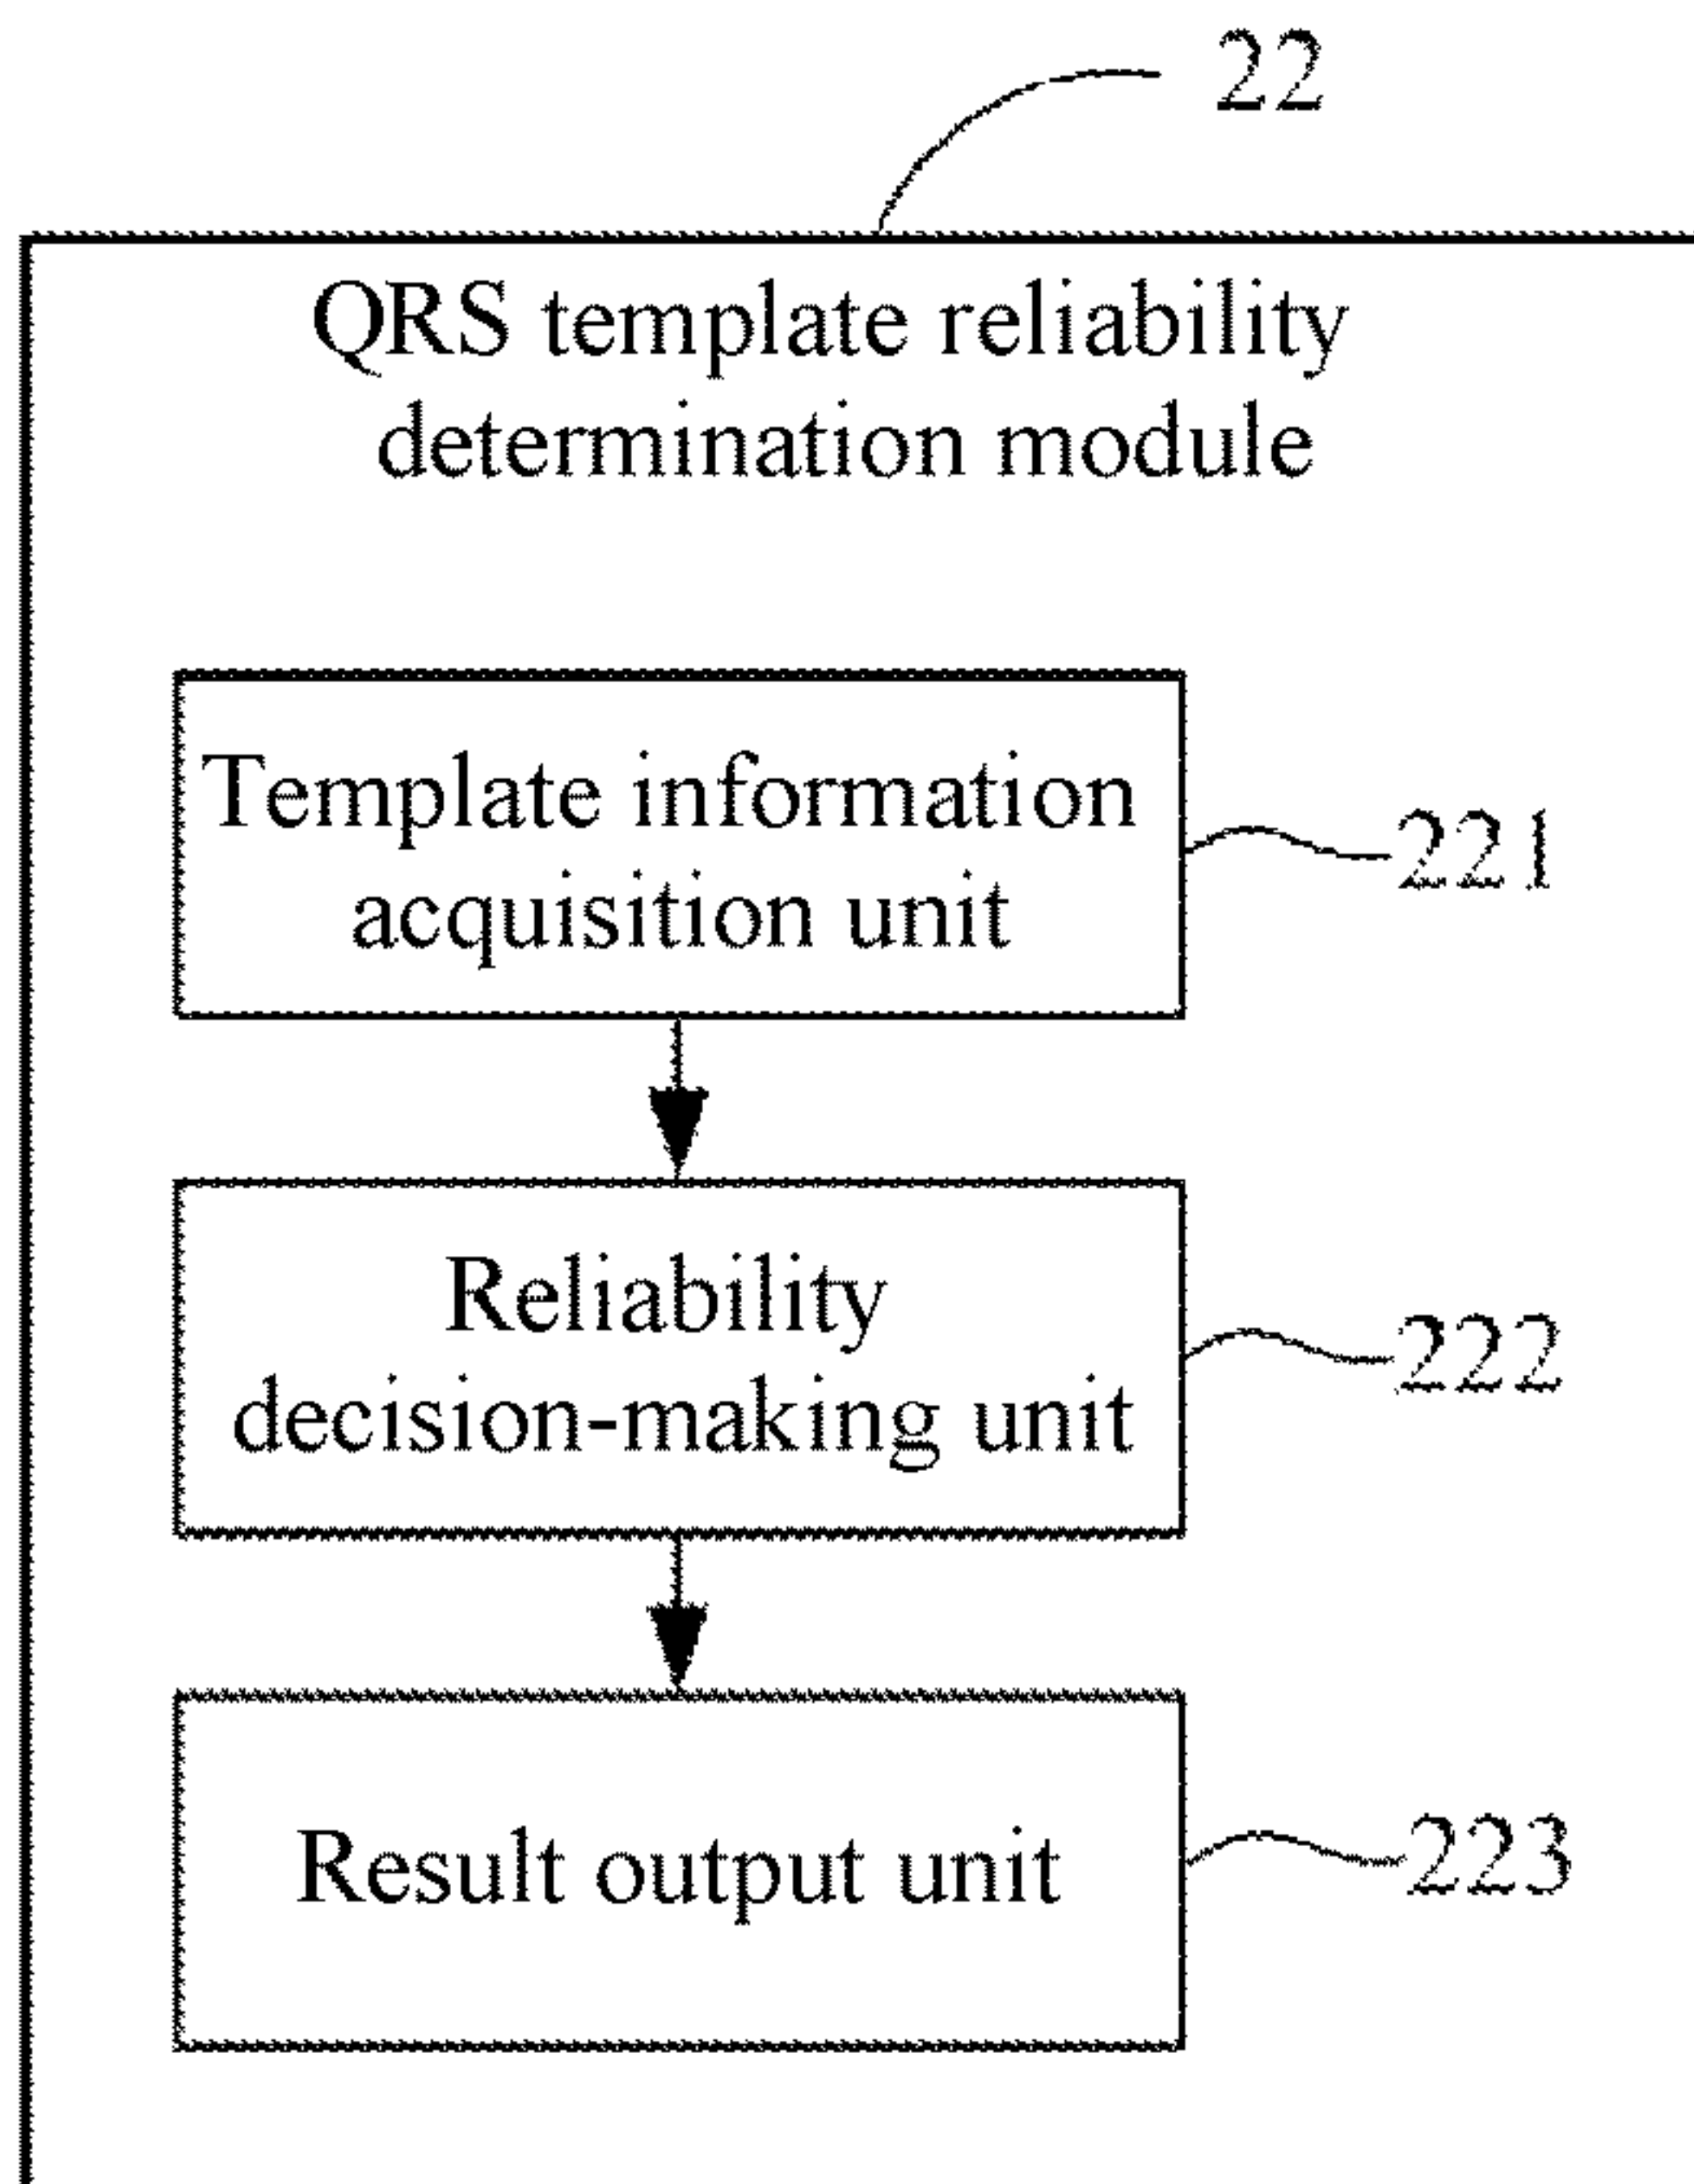 22
QRS template reliability
determination module
Template information
acquisition unit
221
Reliability
decision-making unit
222
Result output unit
223